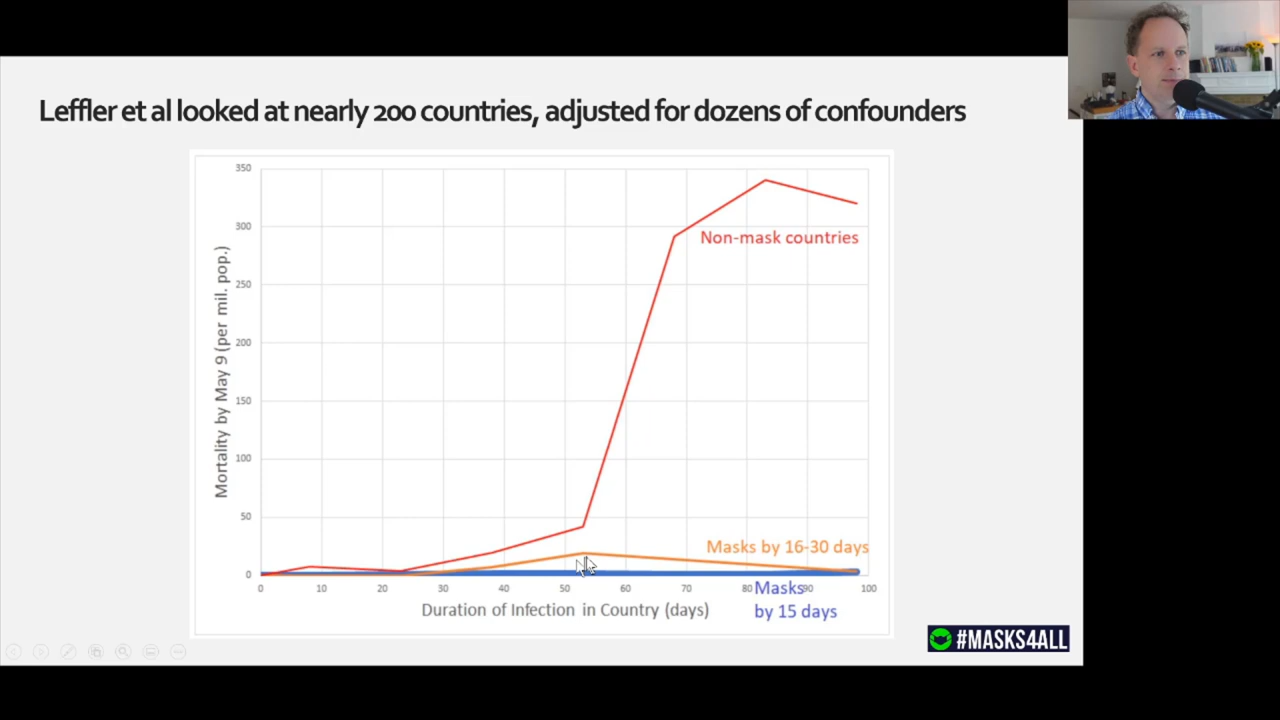 Leffler et al looked at nearly 200 countries, adjusted for dozens of confounders
350
300
250
200
150
100
50
0
Mortality by May 9 (per mil. pop.)
Non-mask countries
Masks by 16-30 days
Masks
by 15 days
0 10 20 30 40 50 60 70 80 90 100
Duration of Infection in Country (days)
#MASKS4ALL